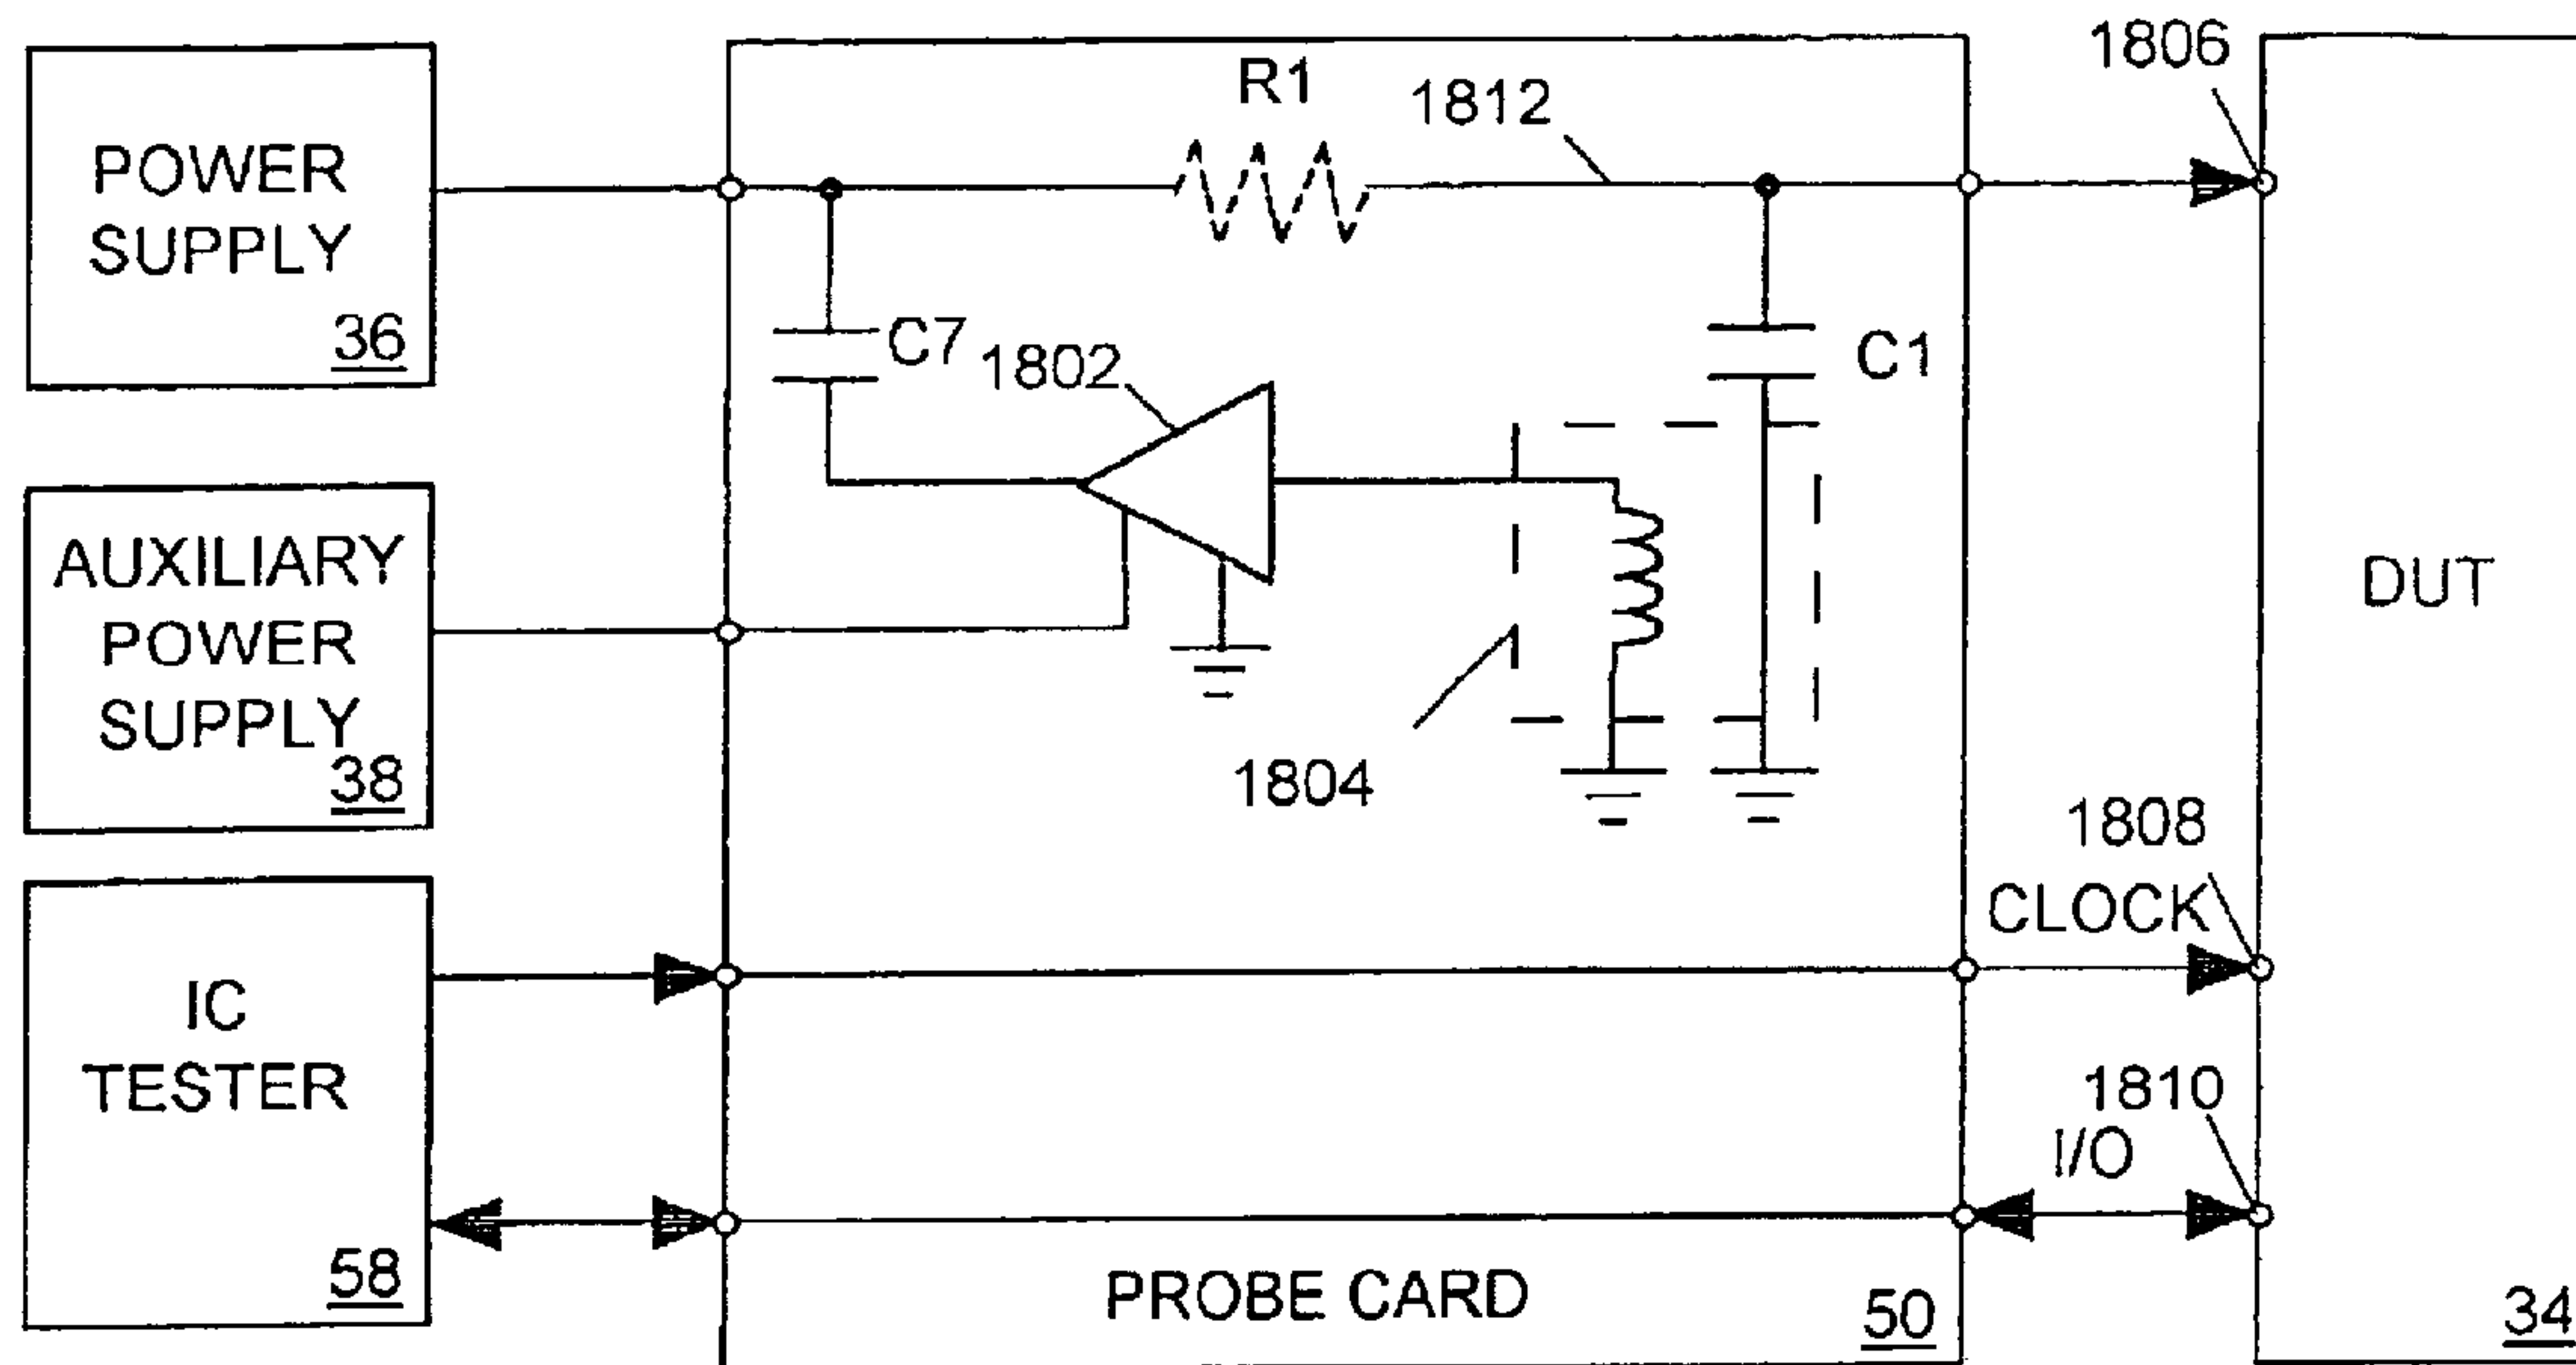 POWER
SUPPLY
36
AUXILIARY
POWER
SUPPLY
38
IC
TESTER
58
R1
1812
C7
1802
C1
1804
PROBE CARD
50
1806
1808
CLOCK
1810
I/O
DUT
34